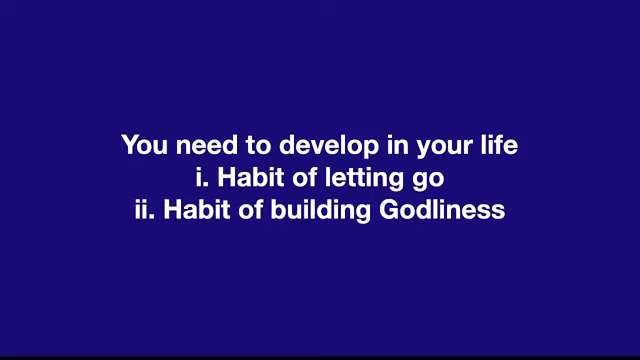 You need to develop in your life
i. Habit of letting go
ii. Habit of building Godliness